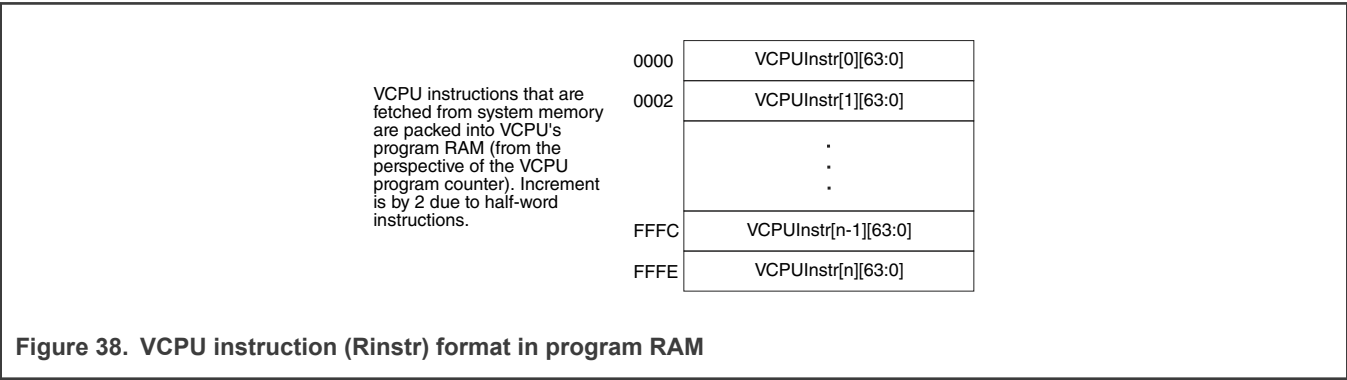 0000 VCPUInstr[0][63:0]
VCPU instructions that are
fetched from system memory
are packed into VCPU's
program RAM (from the
perspective of the VCPU
program counter). Increment
is by 2 due to half-word
instructions.
0002 VCPUInstr[1][63:0]
.
.
.
FFFC VCPUInstr[n-1][63:0]
FFFE VCPUInstr[n][63:0]
Figure 38. VCPU instruction (Rinstr) format in program RAM